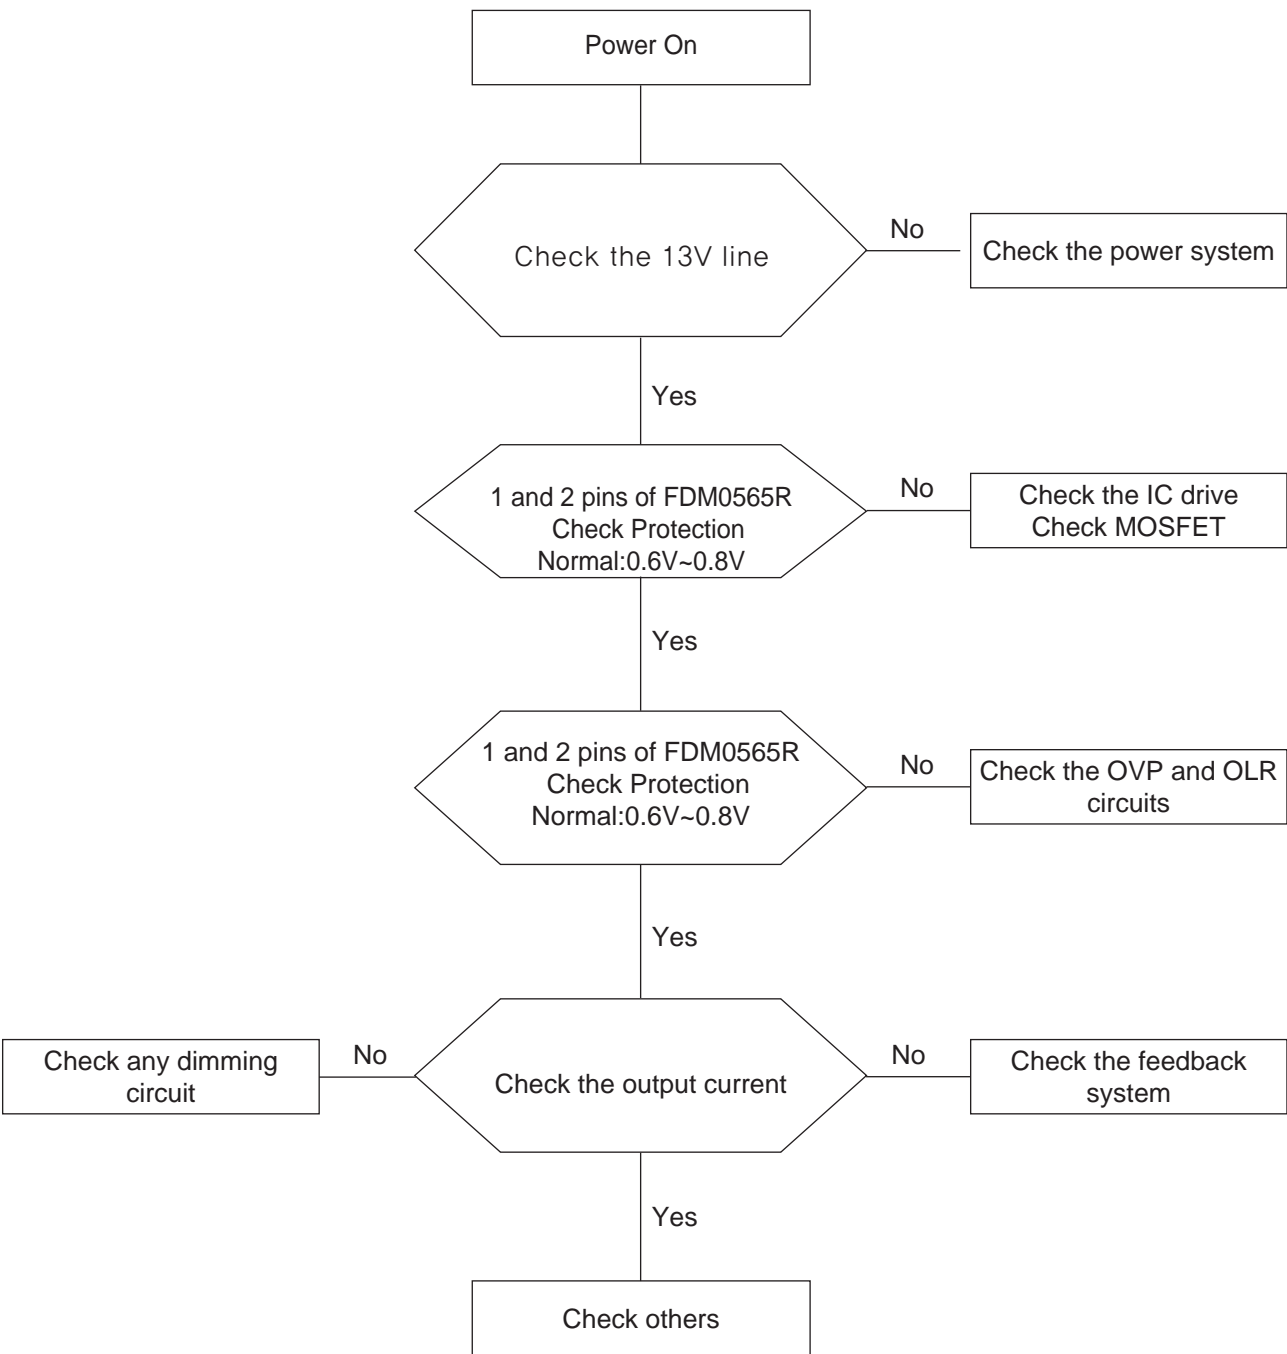 Power On
Check the 13V line
No
Check the power system
Yes
1 and 2 pins of FDM0565R
Check Protection
Normal:0.6V~0.8V
No
Check the IC drive
Check MOSFET
Yes
1 and 2 pins of FDM0565R
Check Protection
Normal:0.6V~0.8V
No
Check the OVP and OLR
circuits
Yes
Check any dimming
circuit
No
Check the output current
No
Check the feedback
system
Yes
Check others